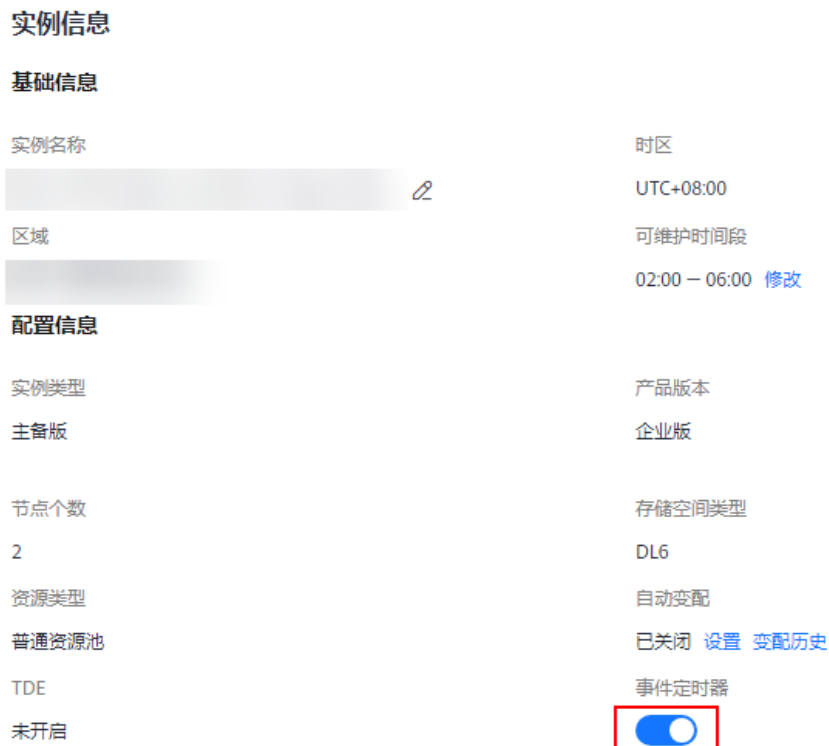 实例信息
基础信息
实例名称
时区
UTC+08:00
区域
可维护时间段
02:00 — 06:00 修改
配置信息
实例类型
产品版本
主备版
企业版
节点个数
存储空间类型
2
DL6
资源类型
自动变配
普通资源池
已关闭 设置 变配历史
TDE
事件定时器
未开启